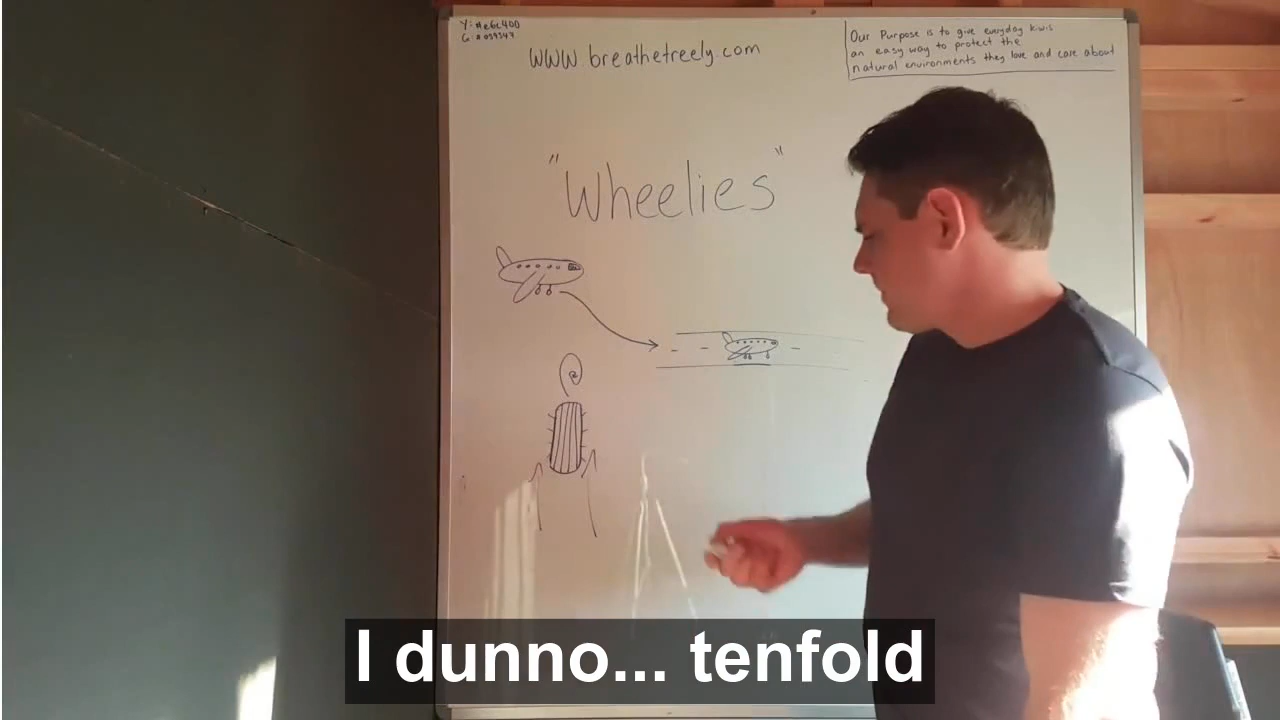 Y: #e6c400
G: #059347
www.breathetreely.com
Our Purpose is to give everyday kiwis
an easy way to protect the
natural environments they love and care about
"Wheelies"
I dunno... tenfold